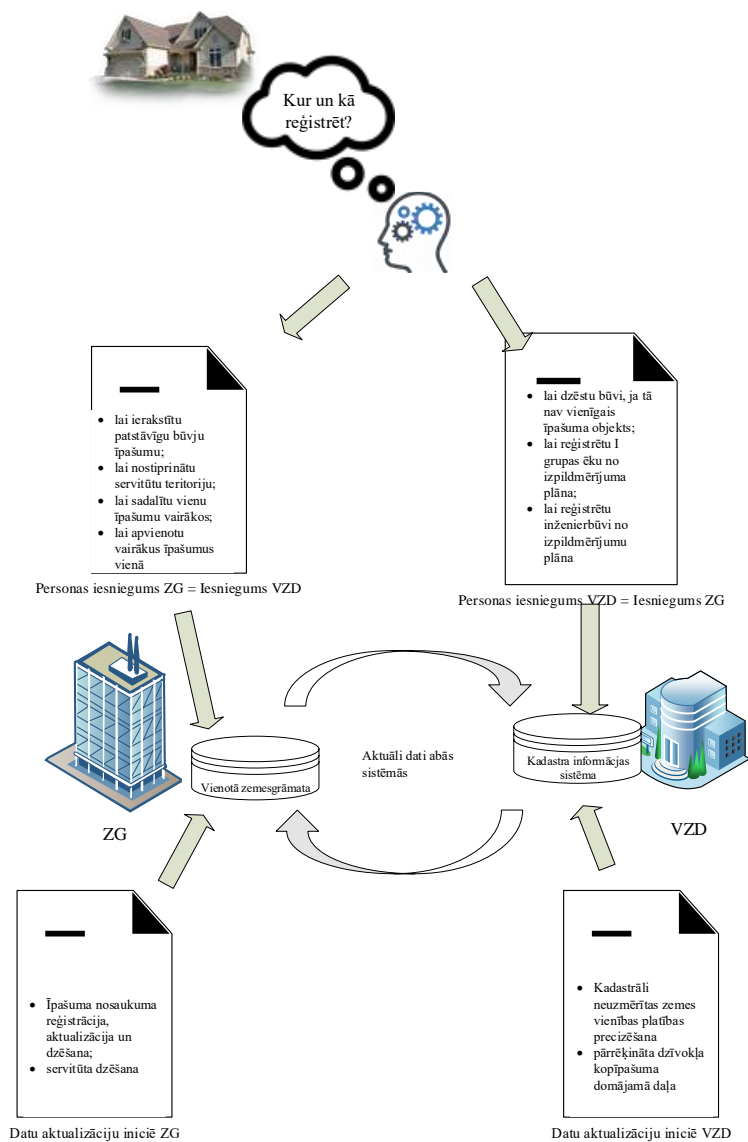 Kur un kā
reģistrēt?
• lai ierakstītu
patstāvīgu būvju
īpašumu;
• lai nostiprinātu
servitūtu teritoriju;
• lai sadalītu vienu
īpašumu vairākos;
• lai apvienotu
vairākus īpašumus
vienā
Personas iesniegums ZG = Iesniegums VZD
• lai dzēstu būvi, ja tā
nav vienīgais
īpašuma objekts;
• lai reģistrētu I
grupas ēku no
izpildmērījuma
plāna;
• lai reģistrētu
inženierbūvi no
izpildmērījumu
plāna
Personas iesniegums VZD = Iesniegums ZG
Vienotā zemesgrāmata
ZG
Aktuāli dati abās
sistēmās
Kadastra informācjas
sistēma
VZD
• Īpašuma nosaukuma
reģistrācija,
aktualizācija un
dzēšana;
• servitūta dzēšana
Datu aktualizāciju iniciē ZG
• Kadastrāli
neuzmērītas zemes
vienības platības
precizēšana
• pārrēķināta dzīvokļa
kopīpašuma
domājamā daļa
Datu aktualizāciju iniciē VZD